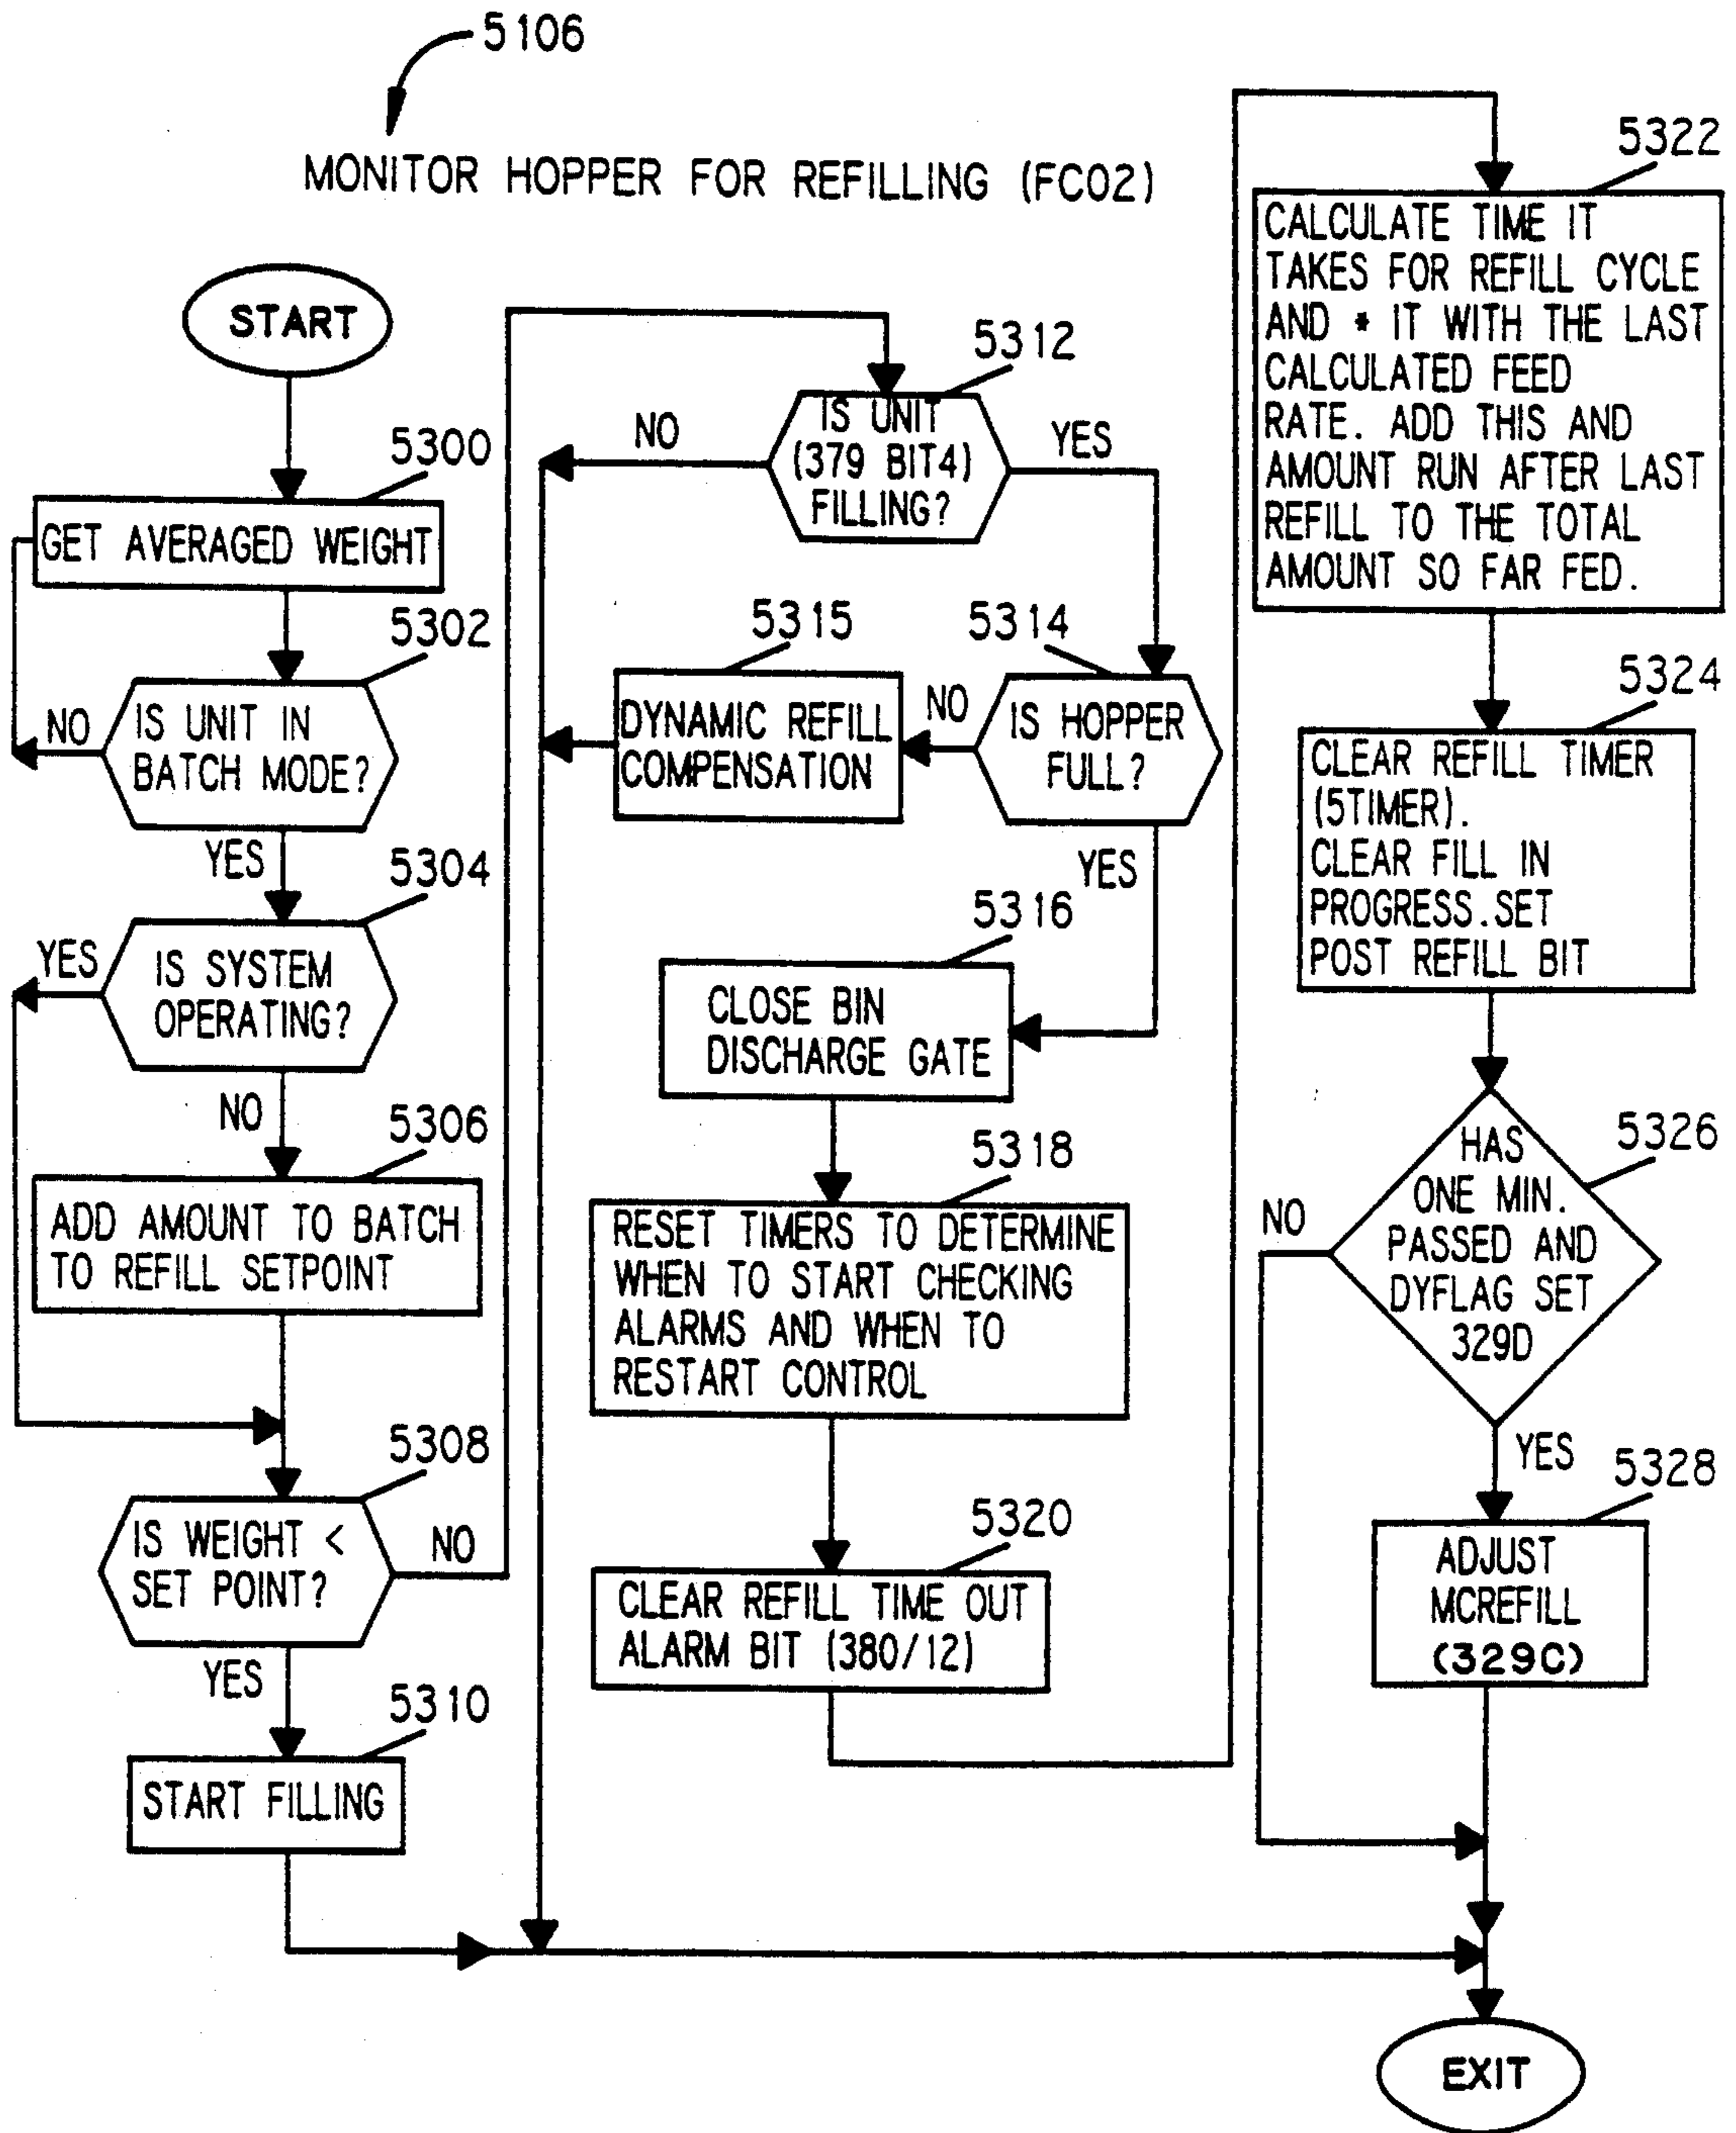 5106
MONITOR HOPPER FOR REFILLING (FC02)
START
5300
GET AVERAGED WEIGHT
5302
IS UNIT IN
BATCH MODE?
NO
YES
5304
IS SYSTEM
OPERATING?
YES
NO
5306
ADD AMOUNT TO BATCH
TO REFILL SETPOINT
5308
IS WEIGHT <
SET POINT?
NO
YES
5310
START FILLING
5312
IS UNIT
(379 BIT4)
FILLING?
NO
YES
5315
DYNAMIC REFILL
COMPENSATION
5314
NO
IS HOPPER
FULL?
YES
5316
CLOSE BIN
DISCHARGE GATE
5318
RESET TIMERS TO DETERMINE
WHEN TO START CHECKING
ALARMS AND WHEN TO
RESTART CONTROL
5320
CLEAR REFILL TIME OUT
ALARM BIT (380/12)
5322
CALCULATE TIME IT
TAKES FOR REFILL CYCLE
AND * IT WITH THE LAST
CALCULATED FEED
RATE. ADD THIS AND
AMOUNT RUN AFTER LAST
REFILL TO THE TOTAL
AMOUNT SO FAR FED.
5324
CLEAR REFILL TIMER
(5TIMER).
CLEAR FILL IN
PROGRESS.SET
POST REFILL BIT
5326
HAS
ONE MIN.
PASSED AND
DYFLAG SET
329D
NO
YES
5328
ADJUST
MCREFILL
(329C)
EXIT